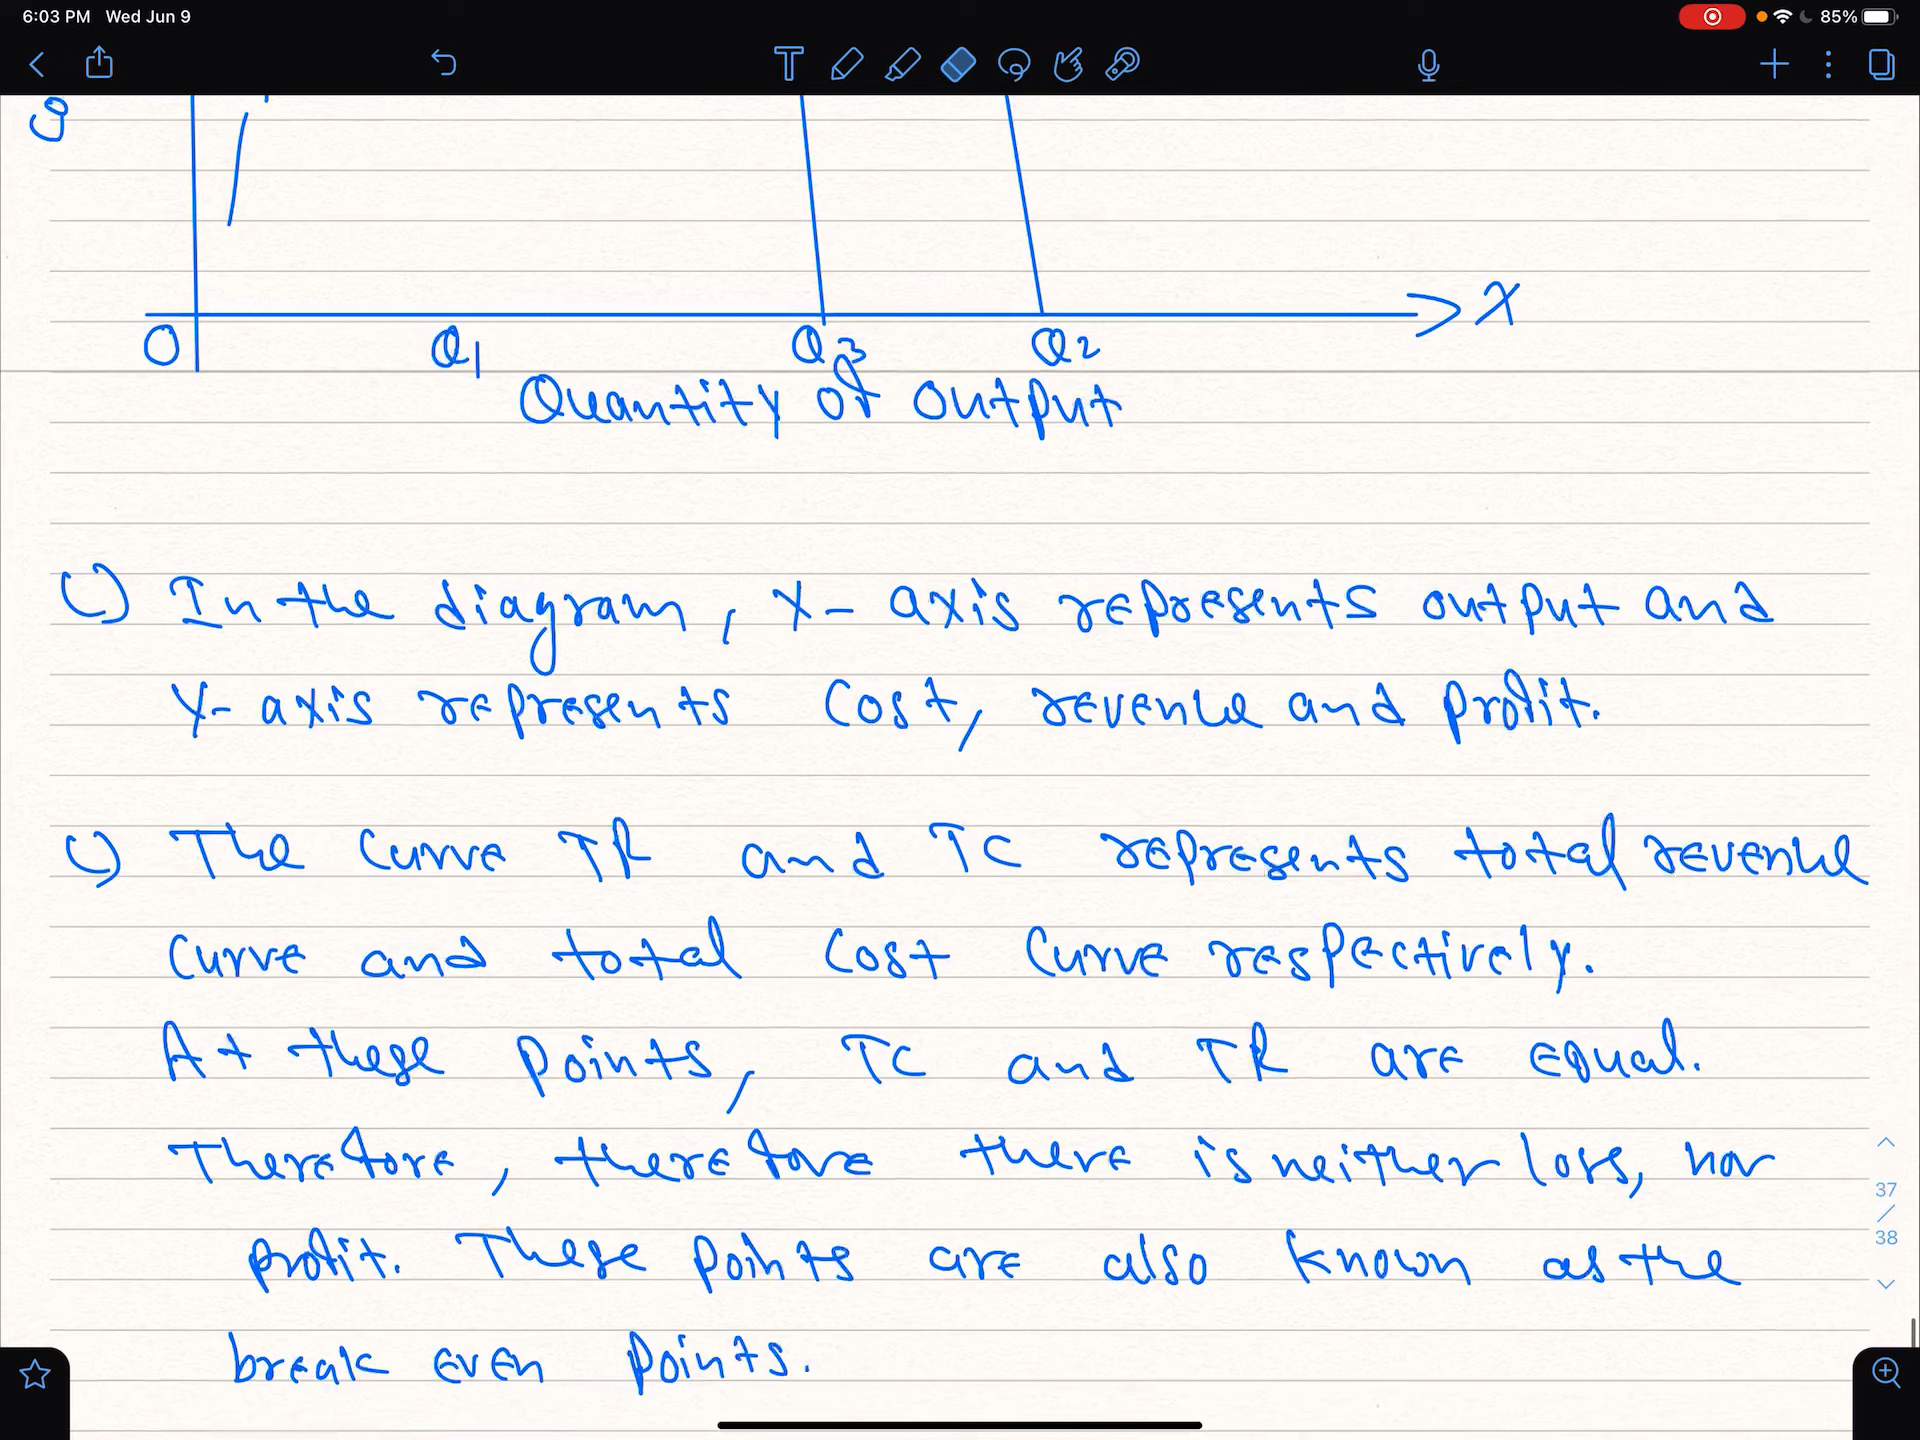 6:03 PM Wed Jun 9
85%
O
Q1
Q3
Q2
X
Quantity of output
In the diagram, X- axis represents output and
Y- axis represents cost, revenue and profit.
The curve TR and TC represents total revenue
curve and total cost curve respectively.
At these points, TC and TR are equal.
Therefore, therefore there is neither loss, nor
profit. These points are also known as the
break even points.
37
/
38